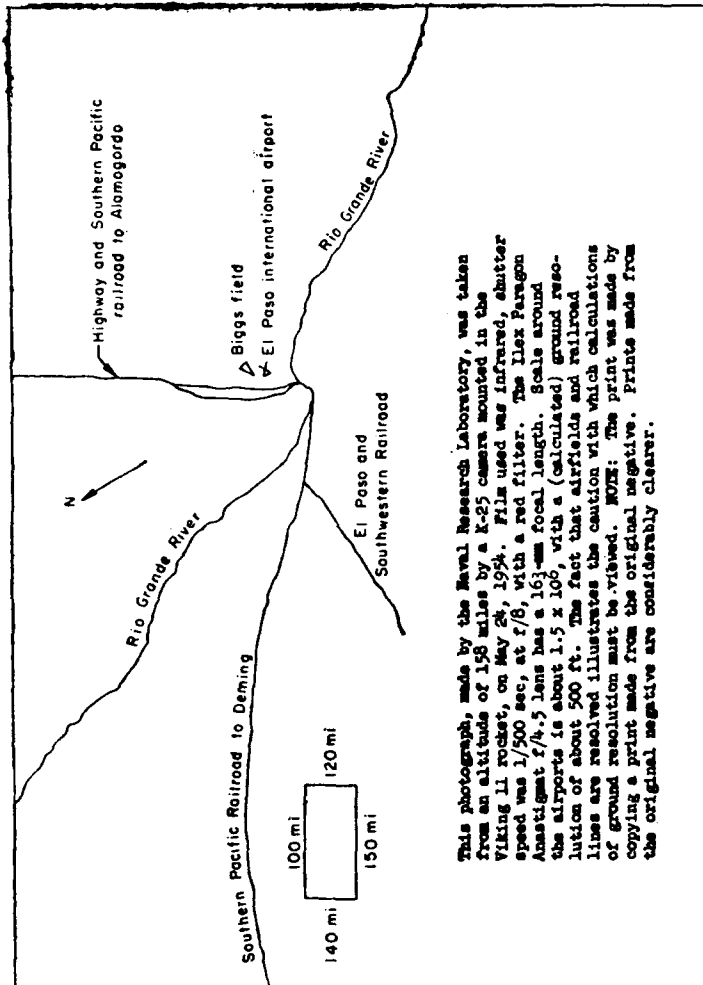 Highway and Southern Pacific
railroad to Alamogordo
Biggs field
El Paso international airport
Rio Grande River
N
Rio Grande River
El Paso and
Southwestern Railroad
Southern Pacific Railroad to Deming
100 mi
120 mi
140 mi
150 mi
This photograph, made by the Naval Research Laboratory, was taken
from an altitude of 158 miles by a K-25 camera mounted in the
Viking 11 rocket, on May 24, 1954. Film used was infrared, shutter
speed was 1/500 sec, at f/8, with a red filter. The Ilex Paragon
Anastigmat f/4.5 lens has a 163-mm focal length. Scale around
the airports is about 1.5 x 10⁶, with a (calculated) ground reso-
lution of about 500 ft. The fact that airfields and railroad
lines are resolved illustrates the caution with which calculations
of ground resolution must be viewed. NOTE: The print was made by
copying a print made from the original negative. Prints made from
the original negative are considerably clearer.